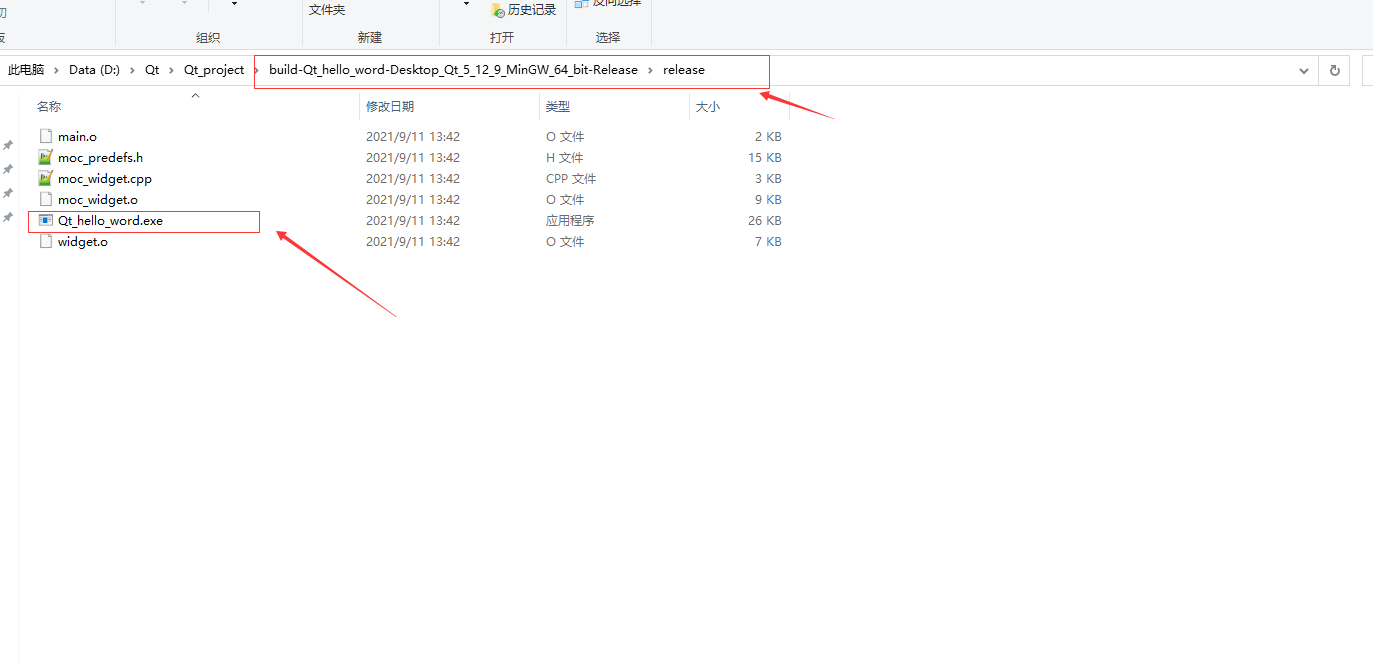 文件夹
历史记录
反向选择
组织
新建
打开
选择
此电脑 > Data (D:) > Qt > Qt_project > build-Qt_hello_word-Desktop_Qt_5_12_9_MinGW_64_bit-Release > release
名称 修改日期 类型 大小
main.o 2021/9/11 13:42 O 文件 2 KB
moc_predefs.h 2021/9/11 13:42 H 文件 15 KB
moc_widget.cpp 2021/9/11 13:42 CPP 文件 3 KB
moc_widget.o 2021/9/11 13:42 O 文件 9 KB
Qt_hello_word.exe 2021/9/11 13:42 应用程序 26 KB
widget.o 2021/9/11 13:42 O 文件 7 KB